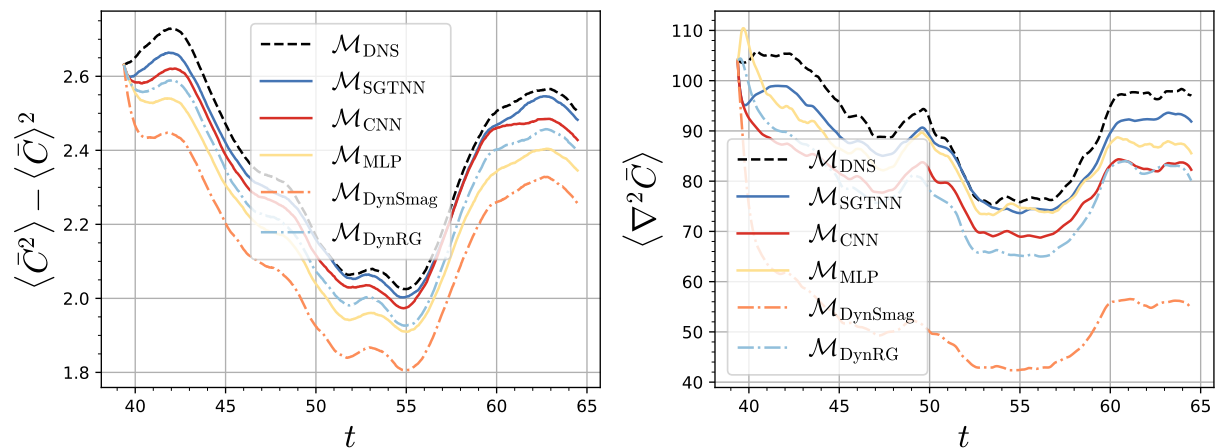 ⟨C̄²⟩ − ⟨C̄⟩²
2.6
2.4
2.2
2.0
1.8
40 45 50 55 60 65
t
ℳ_DNS
ℳ_SGTNN
ℳ_CNN
ℳ_MLP
ℳ_DynSmag
ℳ_DynRG
⟨∇²C̄⟩
110
100
90
80
70
60
50
40
40 45 50 55 60 65
t
ℳ_DNS
ℳ_SGTNN
ℳ_CNN
ℳ_MLP
ℳ_DynSmag
ℳ_DynRG